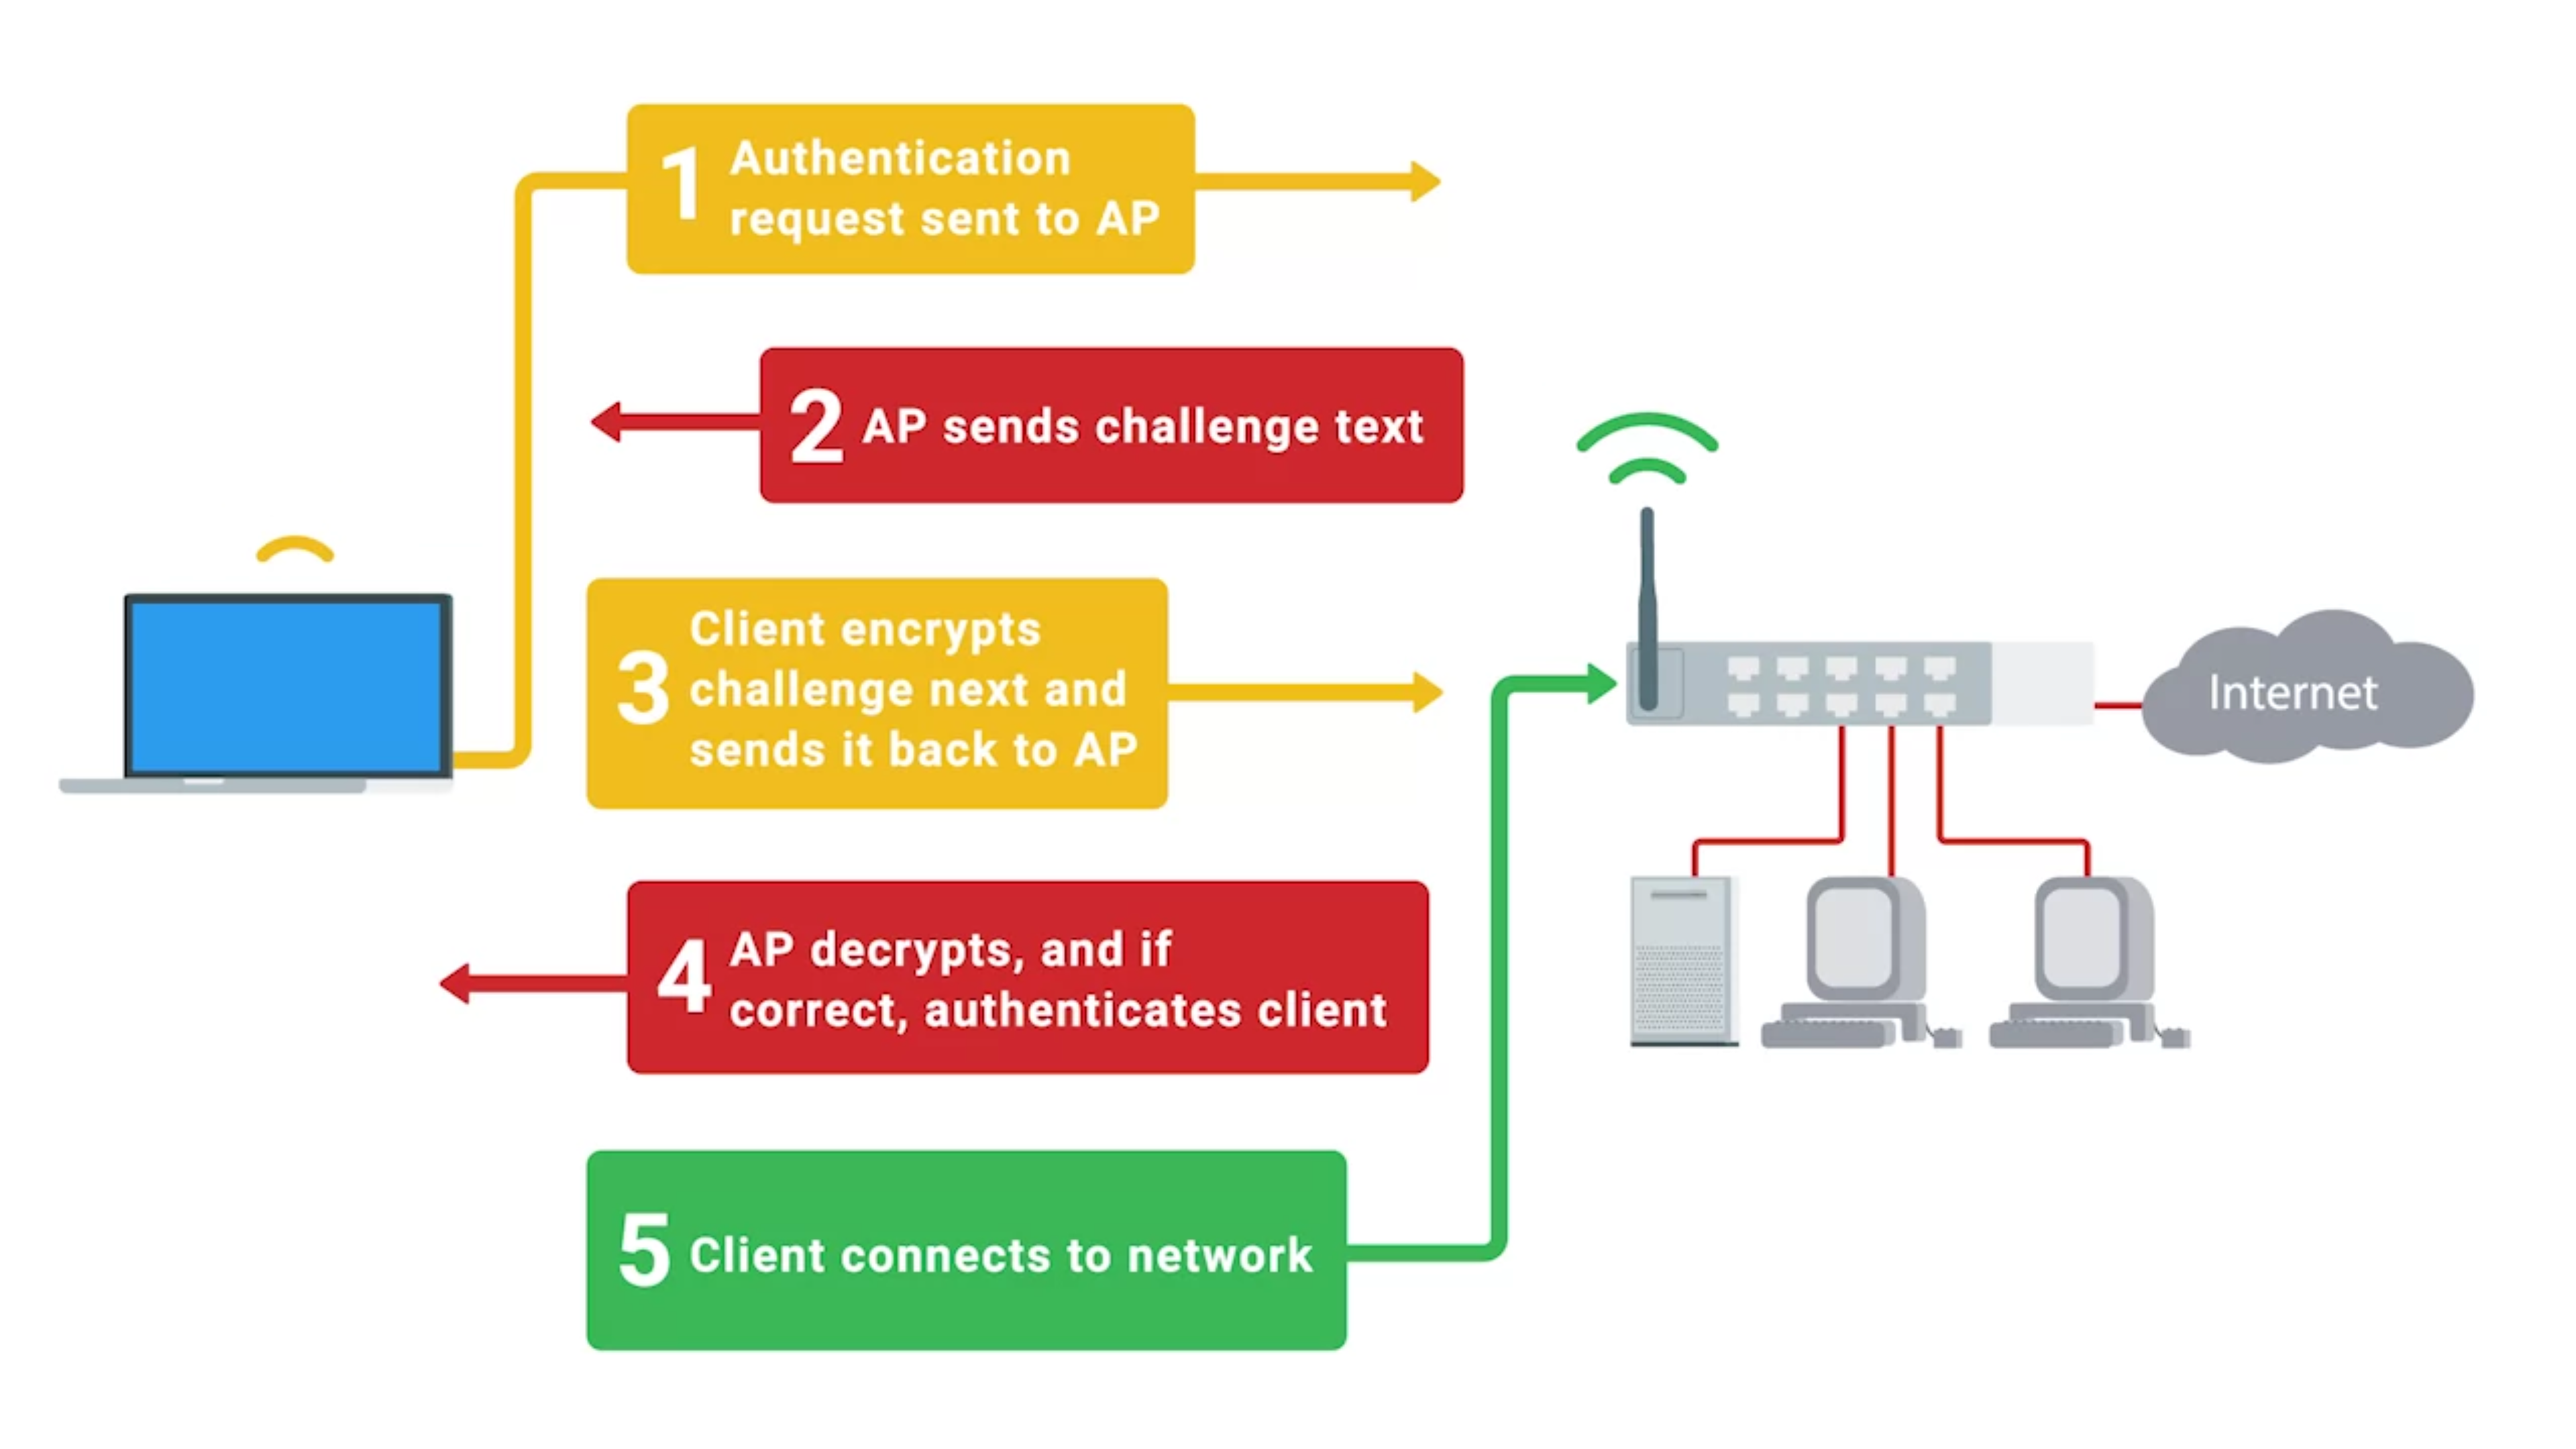 1
Authentication
request sent to AP
2
AP sends challenge text
3
Client encrypts
challenge next and
sends it back to AP
4
AP decrypts, and if
correct, authenticates client
5
Client connects to network
Internet